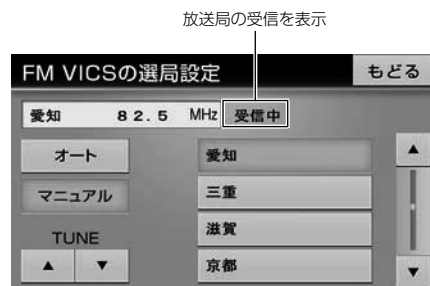 放送局の受信を表示
FM VICSの選局設定 もどる
愛知 82.5 MHz 受信中
オート 愛知 ▲
マニュアル 三重
TUNE 滋賀
▲ ▼ 京都 ▼